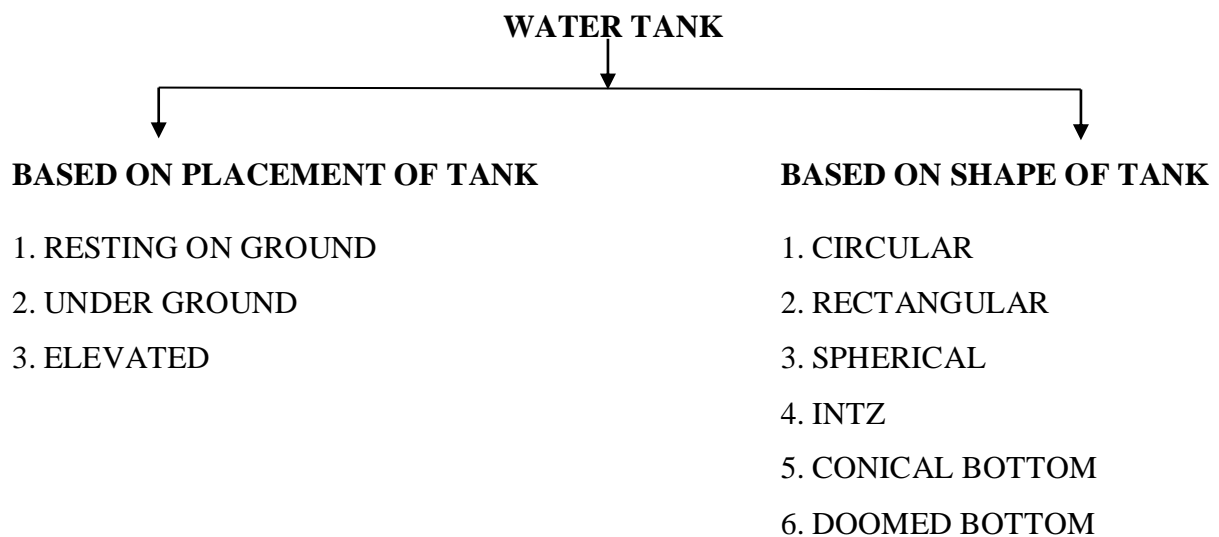 WATER TANK
BASED ON PLACEMENT OF TANK
1. RESTING ON GROUND
2. UNDER GROUND
3. ELEVATED
BASED ON SHAPE OF TANK
1. CIRCULAR
2. RECTANGULAR
3. SPHERICAL
4. INTZ
5. CONICAL BOTTOM
6. DOOMED BOTTOM